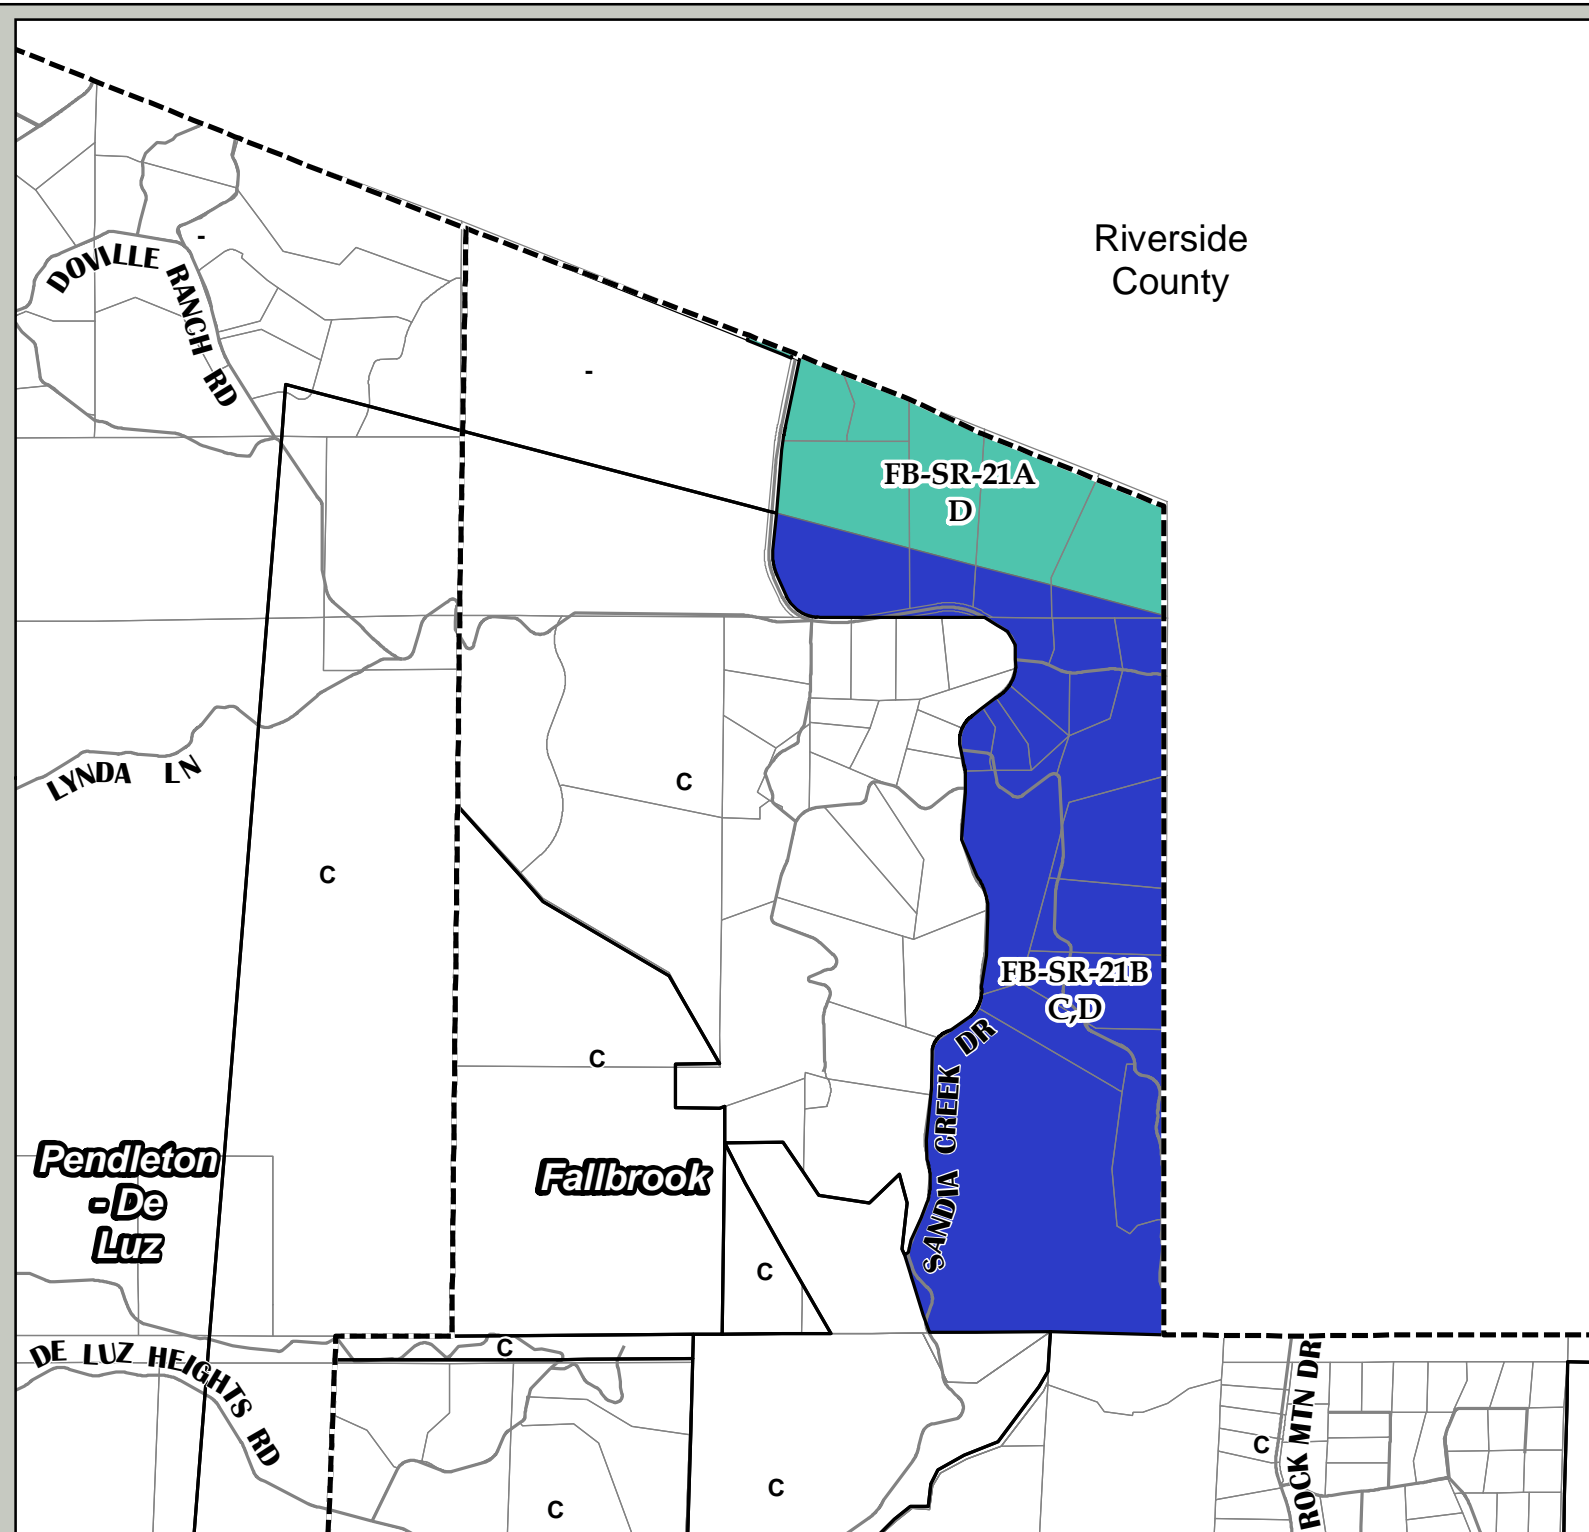 Riverside
County
-
DOVILLE RANCH RD
-
FB-SR-21A
D
LYNDA LN
C
C
FB-SR-21B
C,D
SANDIA CREEK DR
C
Pendleton
- De
Luz
Fallbrook
C
C
DE LUZ HEIGHTS RD
ROCK MTN DR
C
C
C